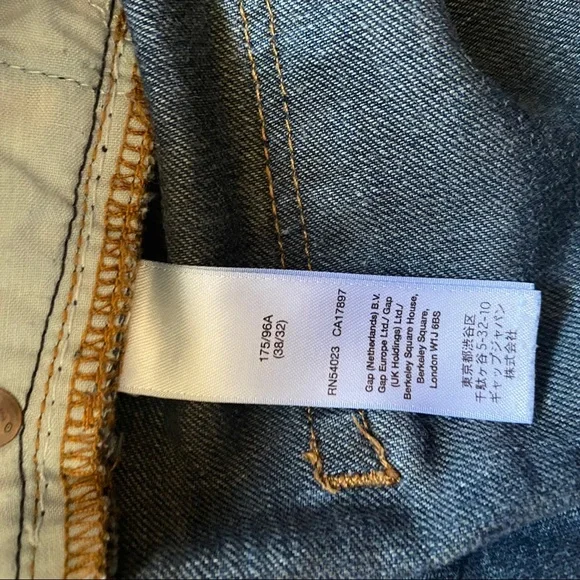 175/96A
(38/32)
RN54023 CA17897
Gap (Netherlands) B.V.
Gap Europe Ltd./ Gap
(UK Holdings) Ltd./
Berkeley Square House,
Berkeley Square,
London W1J 6BS
東京都渋谷区
千駄ヶ谷5-32-10
ギャップジャパン
株式会社